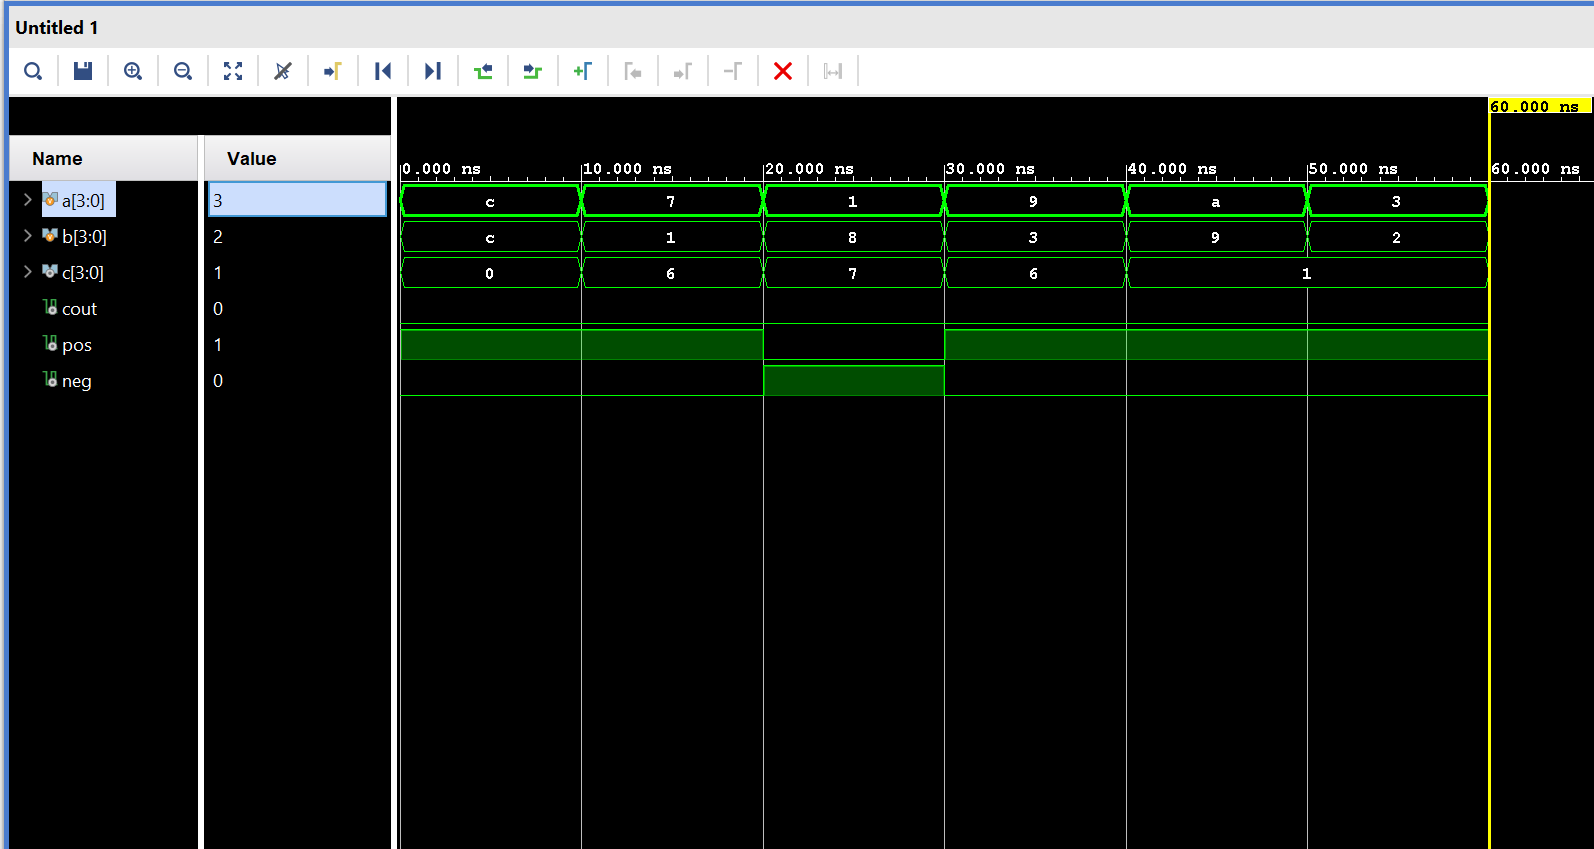 Untitled 1
60.000 ns
Name Value
0.000 ns 10.000 ns 20.000 ns 30.000 ns 40.000 ns 50.000 ns 60.000 ns
a[3:0] 3 c 7 1 9 a 3
b[3:0] 2 c 1 8 3 9 2
c[3:0] 1 0 6 7 6 1
cout 0
pos 1
neg 0